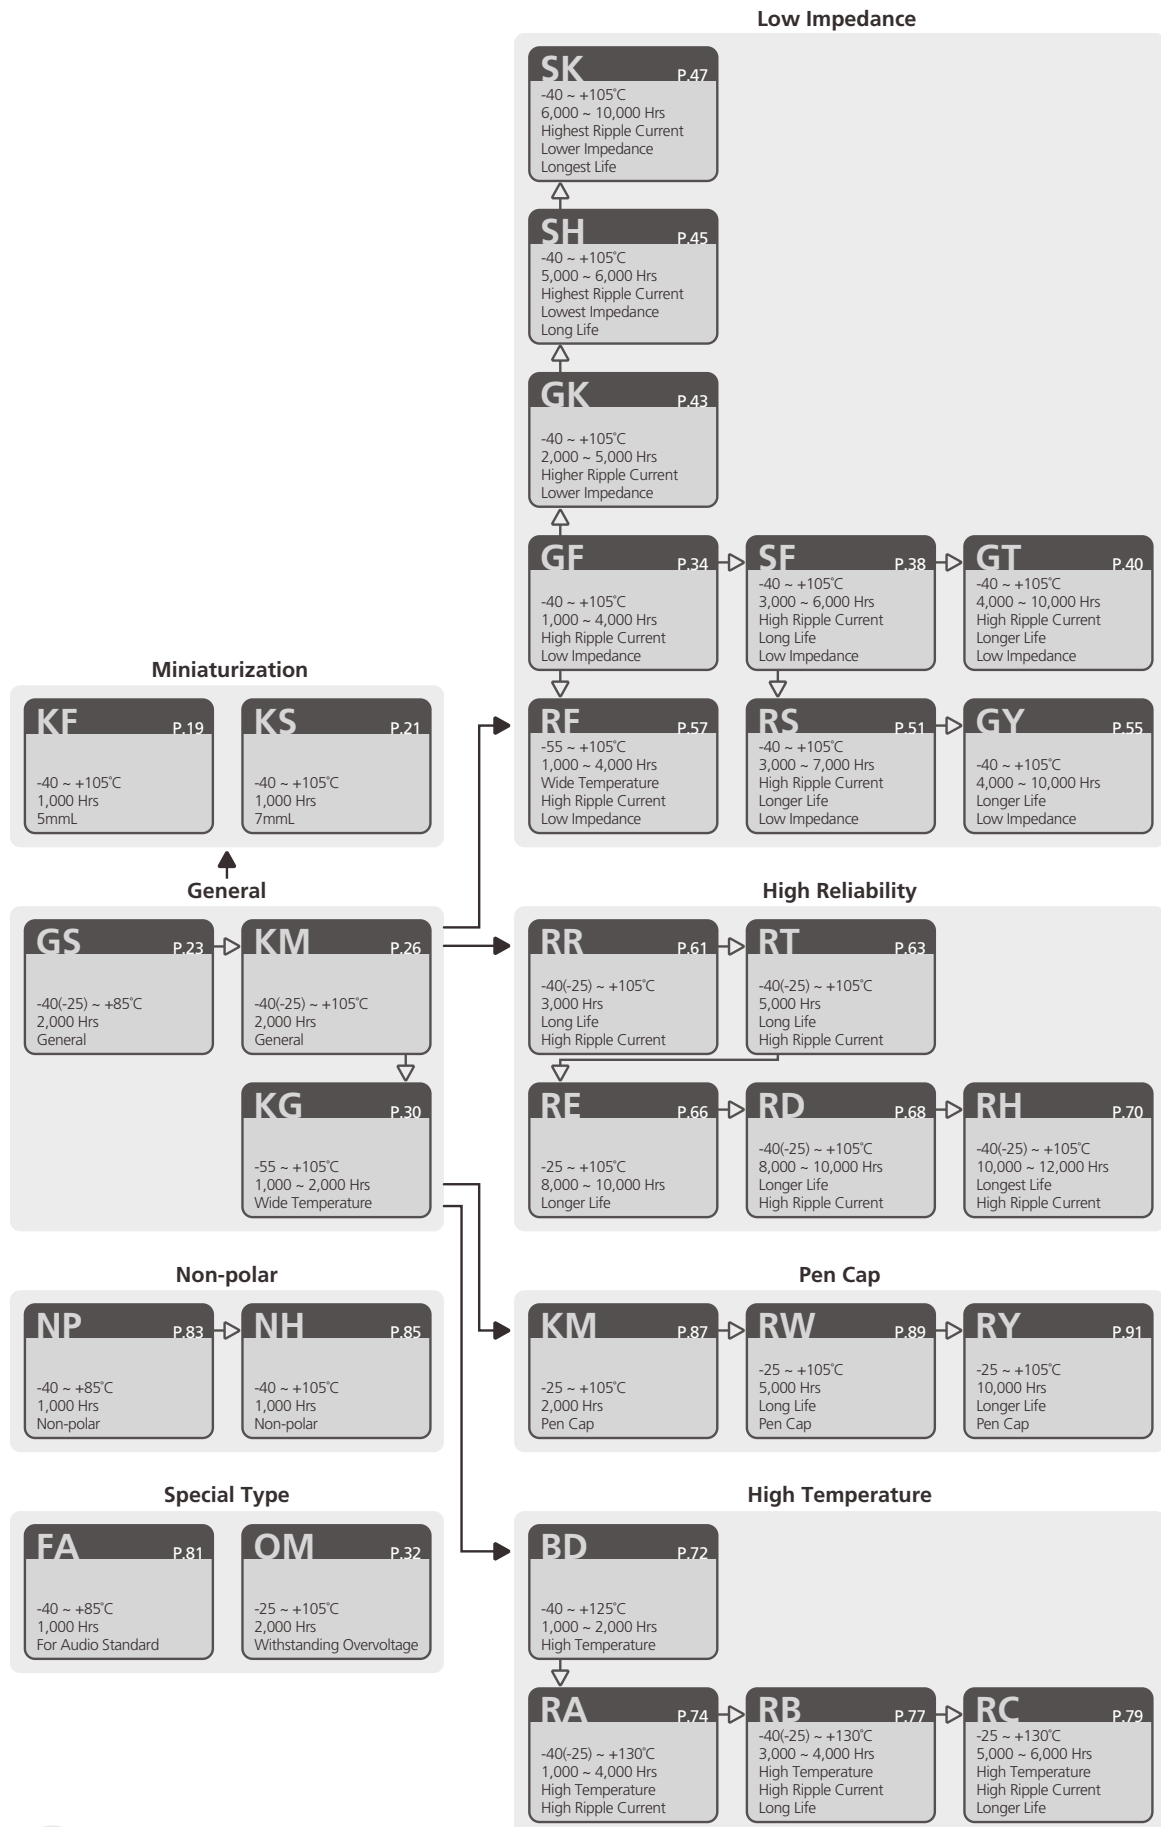 Low Impedance
SK P.47
-40 ~ +105℃
6,000 ~ 10,000 Hrs
Highest Ripple Current
Lower Impedance
Longest Life
SH P.45
-40 ~ +105℃
5,000 ~ 6,000 Hrs
Highest Ripple Current
Lowest Impedance
Long Life
GK P.43
-40 ~ +105℃
2,000 ~ 5,000 Hrs
Higher Ripple Current
Lower Impedance
GF P.34
-40 ~ +105℃
1,000 ~ 4,000 Hrs
High Ripple Current
Low Impedance
SF P.38
-40 ~ +105℃
3,000 ~ 6,000 Hrs
High Ripple Current
Long Life
Low Impedance
GT P.40
-40 ~ +105℃
4,000 ~ 10,000 Hrs
High Ripple Current
Longer Life
Low Impedance
RF P.57
-55 ~ +105℃
1,000 ~ 4,000 Hrs
Wide Temperature
High Ripple Current
Low Impedance
RS P.51
-40 ~ +105℃
3,000 ~ 7,000 Hrs
High Ripple Current
Longer Life
Low Impedance
GY P.55
-40 ~ +105℃
4,000 ~ 10,000 Hrs
Longer Life
Low Impedance
Miniaturization
KF P.19
-40 ~ +105℃
1,000 Hrs
5mmL
KS P.21
-40 ~ +105℃
1,000 Hrs
7mmL
General
GS P.23
-40(-25) ~ +85℃
2,000 Hrs
General
KM P.26
-40(-25) ~ +105℃
2,000 Hrs
General
KG P.30
-55 ~ +105℃
1,000 ~ 2,000 Hrs
Wide Temperature
High Reliability
RR P.61
-40(-25) ~ +105℃
3,000 Hrs
Long Life
High Ripple Current
RT P.63
-40(-25) ~ +105℃
5,000 Hrs
Long Life
High Ripple Current
RE P.66
-25 ~ +105℃
8,000 ~ 10,000 Hrs
Longer Life
RD P.68
-40(-25) ~ +105℃
8,000 ~ 10,000 Hrs
Longer Life
High Ripple Current
RH P.70
-40(-25) ~ +105℃
10,000 ~ 12,000 Hrs
Longest Life
High Ripple Current
Non-polar
NP P.83
-40 ~ +85℃
1,000 Hrs
Non-polar
NH P.85
-40 ~ +105℃
1,000 Hrs
Non-polar
Pen Cap
KM P.87
-25 ~ +105℃
2,000 Hrs
Pen Cap
RW P.89
-25 ~ +105℃
5,000 Hrs
Long Life
Pen Cap
RY P.91
-25 ~ +105℃
10,000 Hrs
Longer Life
Pen Cap
Special Type
FA P.81
-40 ~ +85℃
1,000 Hrs
For Audio Standard
OM P.32
-25 ~ +105℃
2,000 Hrs
Withstanding Overvoltage
High Temperature
BD P.72
-40 ~ +125℃
1,000 ~ 2,000 Hrs
High Temperature
RA P.74
-40(-25) ~ +130℃
1,000 ~ 4,000 Hrs
High Temperature
High Ripple Current
RB P.77
-40(-25) ~ +130℃
3,000 ~ 4,000 Hrs
High Temperature
High Ripple Current
Long Life
RC P.79
-25 ~ +130℃
5,000 ~ 6,000 Hrs
High Temperature
High Ripple Current
Longer Life